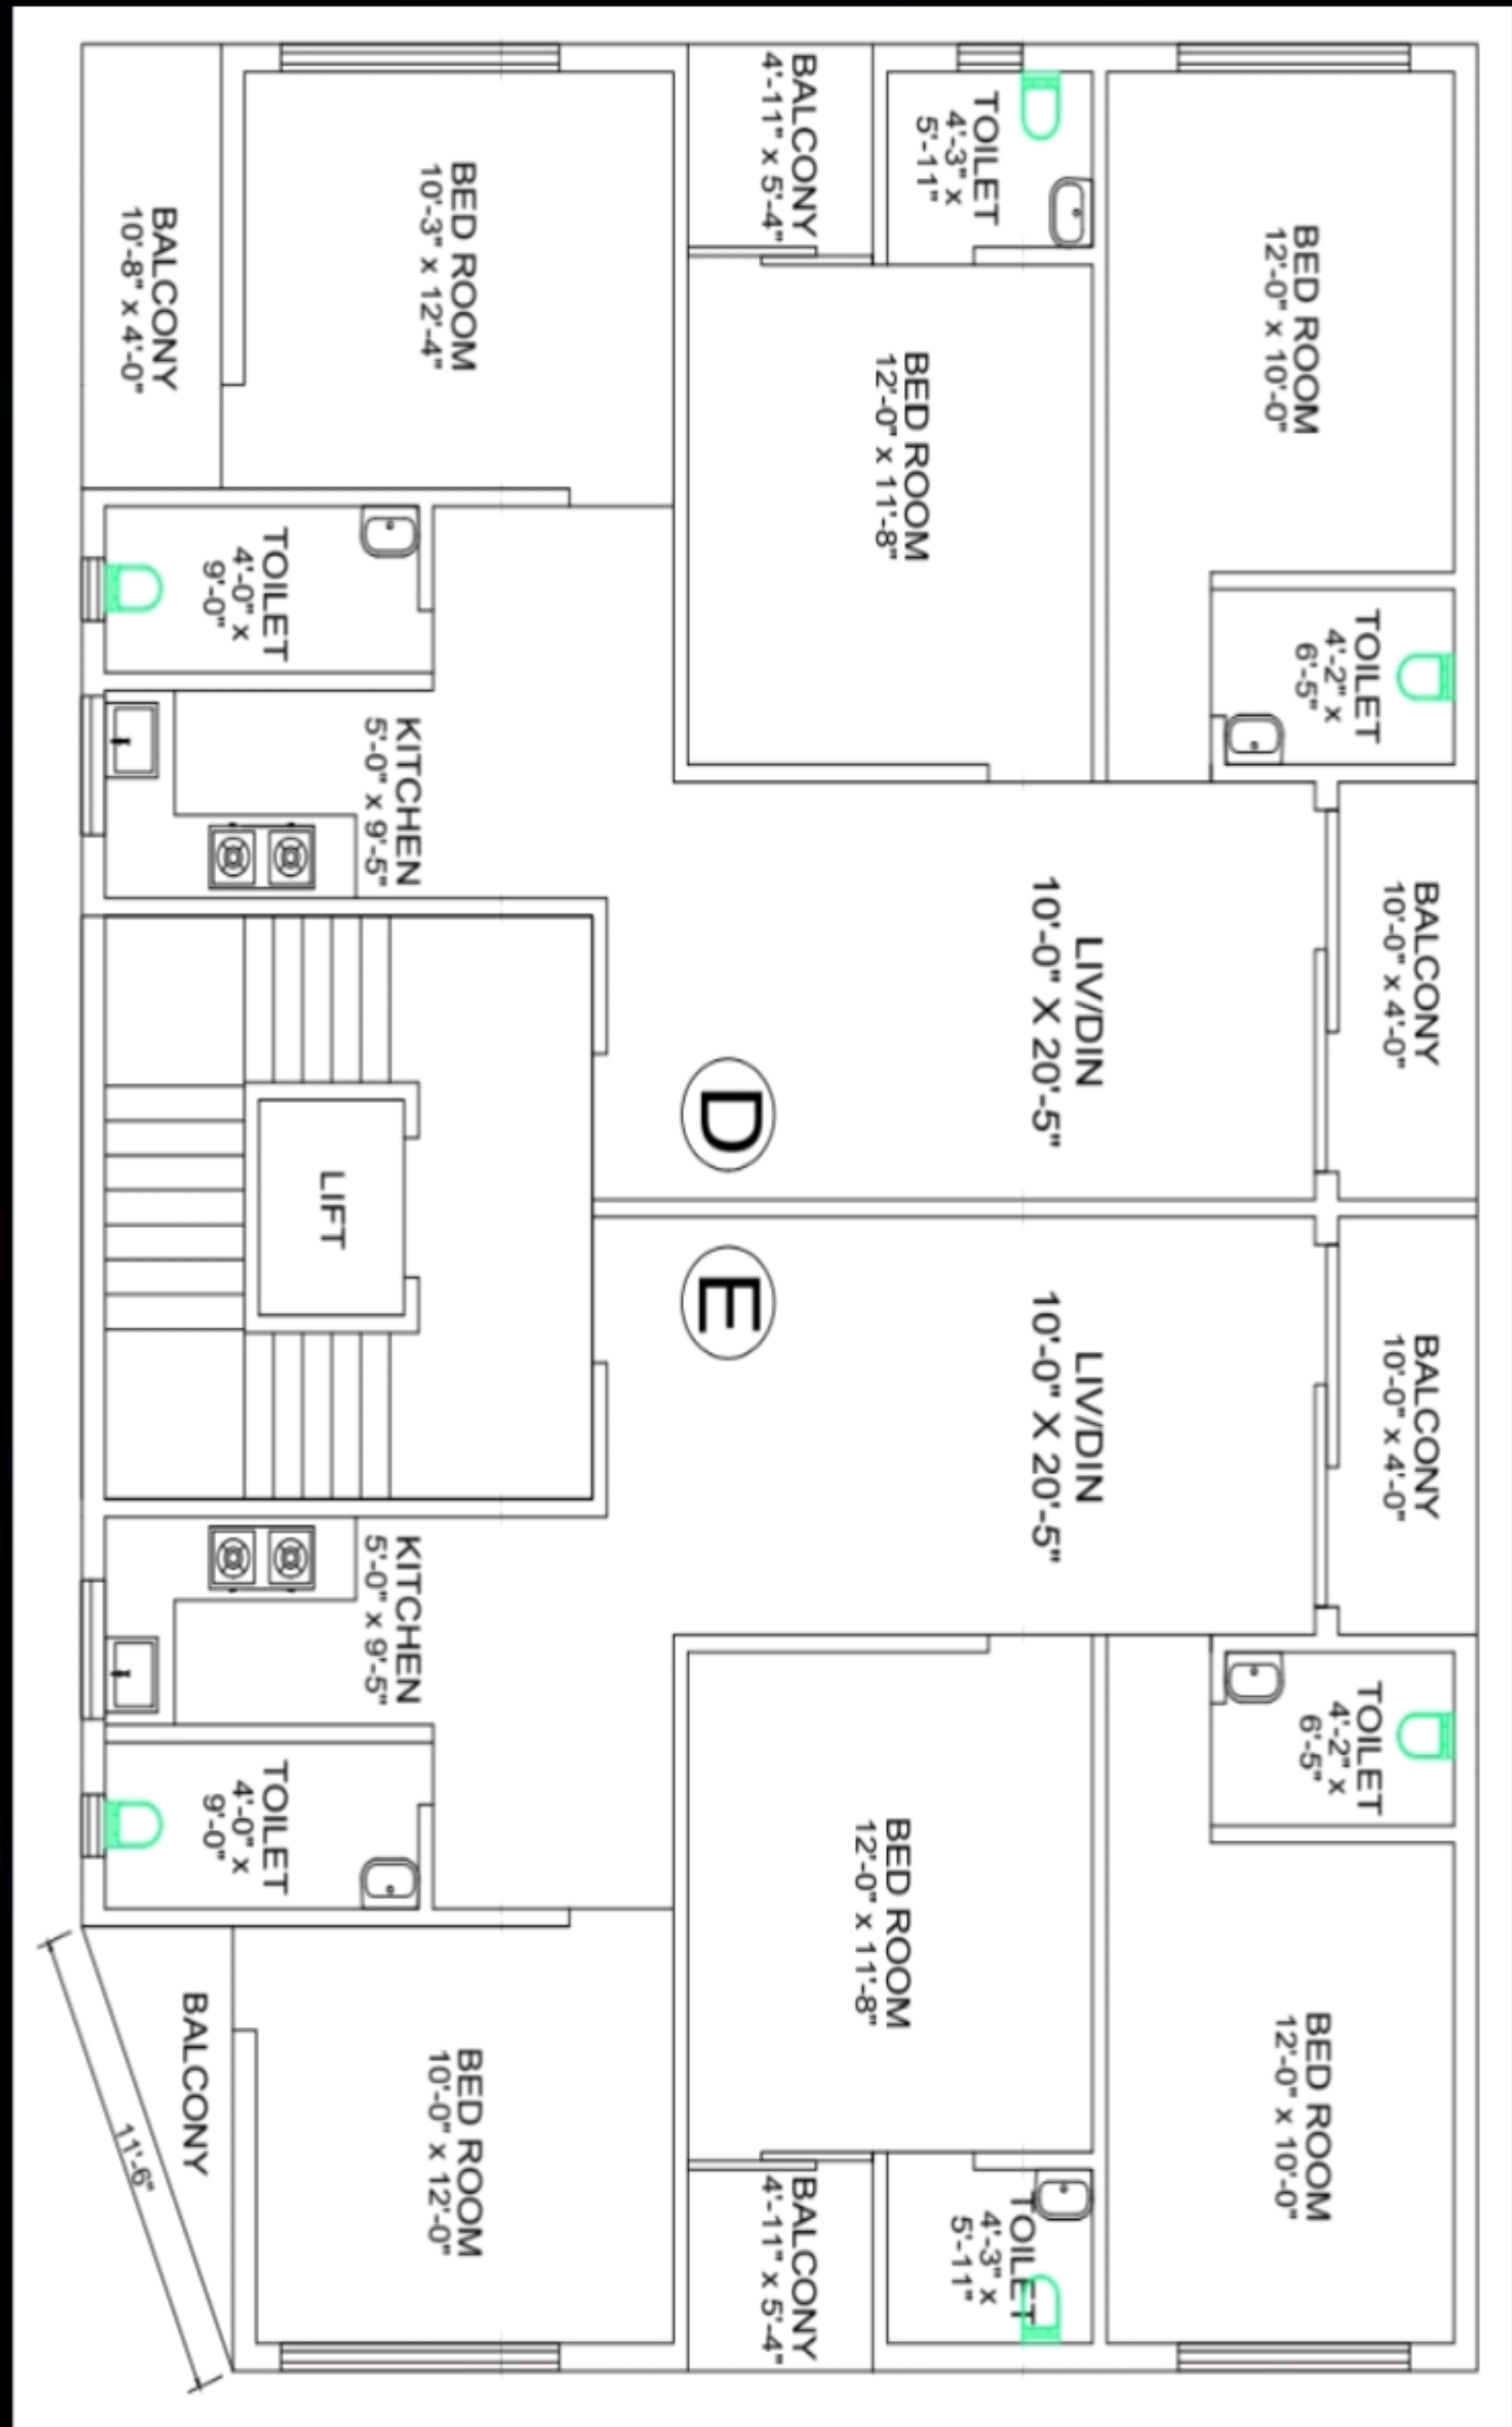 BALCONY
10'-0" x 4'-0"
BALCONY
10'-0" x 4'-0"
BED ROOM
12'-0" x 10'-0"
TOILET
4'-2" x
6'-5"
LIV/DIN
10'-0" X 20'-5"
LIV/DIN
10'-0" X 20'-5"
TOILET
4'-2" x
6'-5"
BED ROOM
12'-0" x 10'-0"
TOILET
4'-3" x
5'-11"
BED ROOM
12'-0" x 11'-8"
BED ROOM
12'-0" x 11'-8"
TOILET
4'-3" x
5'-11"
BALCONY
4'-11" x 5'-4"
D
E
BALCONY
4'-11" x 5'-4"
BED ROOM
10'-3" x 12'-4"
KITCHEN
5'-0" x 9'-5"
KITCHEN
5'-0" x 9'-5"
BED ROOM
10'-0" x 12'-0"
TOILET
4'-0" x
9'-0"
LIFT
TOILET
4'-0" x
9'-0"
BALCONY
10'-8" x 4'-0"
BALCONY
11'-6"